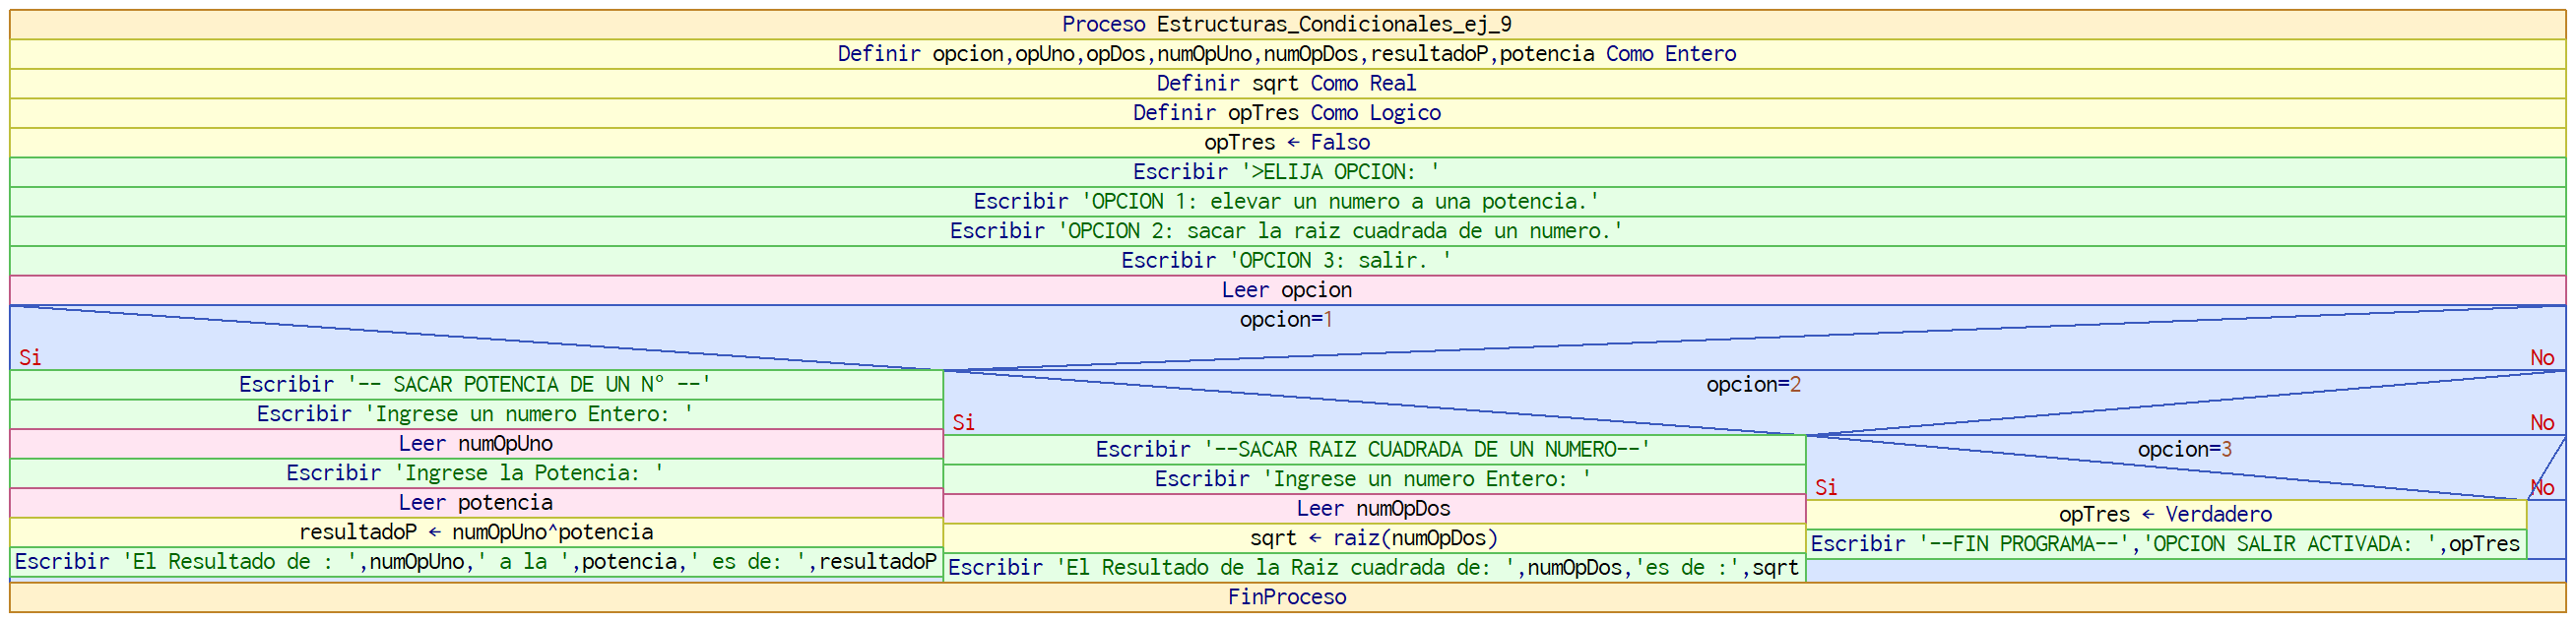 Proceso Estructuras_Condicionales_ej_9
Definir opcion,opUno,opDos,numOpUno,numOpDos,resultadoP,potencia Como Entero
Definir sqrt Como Real
Definir opTres Como Logico
opTres ← Falso
Escribir '>ELIJA OPCION: '
Escribir 'OPCION 1: elevar un numero a una potencia.'
Escribir 'OPCION 2: sacar la raiz cuadrada de un numero.'
Escribir 'OPCION 3: salir. '
Leer opcion
opcion=1
Si
No
Escribir '-- SACAR POTENCIA DE UN N° --'
Escribir 'Ingrese un numero Entero: '
Leer numOpUno
Escribir 'Ingrese la Potencia: '
Leer potencia
resultadoP ← numOpUno^potencia
Escribir 'El Resultado de : ',numOpUno,' a la ',potencia,' es de: ',resultadoP
opcion=2
Si
No
Escribir '--SACAR RAIZ CUADRADA DE UN NUMERO--'
Escribir 'Ingrese un numero Entero: '
Leer numOpDos
sqrt ← raiz(numOpDos)
Escribir 'El Resultado de la Raiz cuadrada de: ',numOpDos,'es de :',sqrt
opcion=3
Si
No
opTres ← Verdadero
Escribir '--FIN PROGRAMA--','OPCION SALIR ACTIVADA: ',opTres
FinProceso